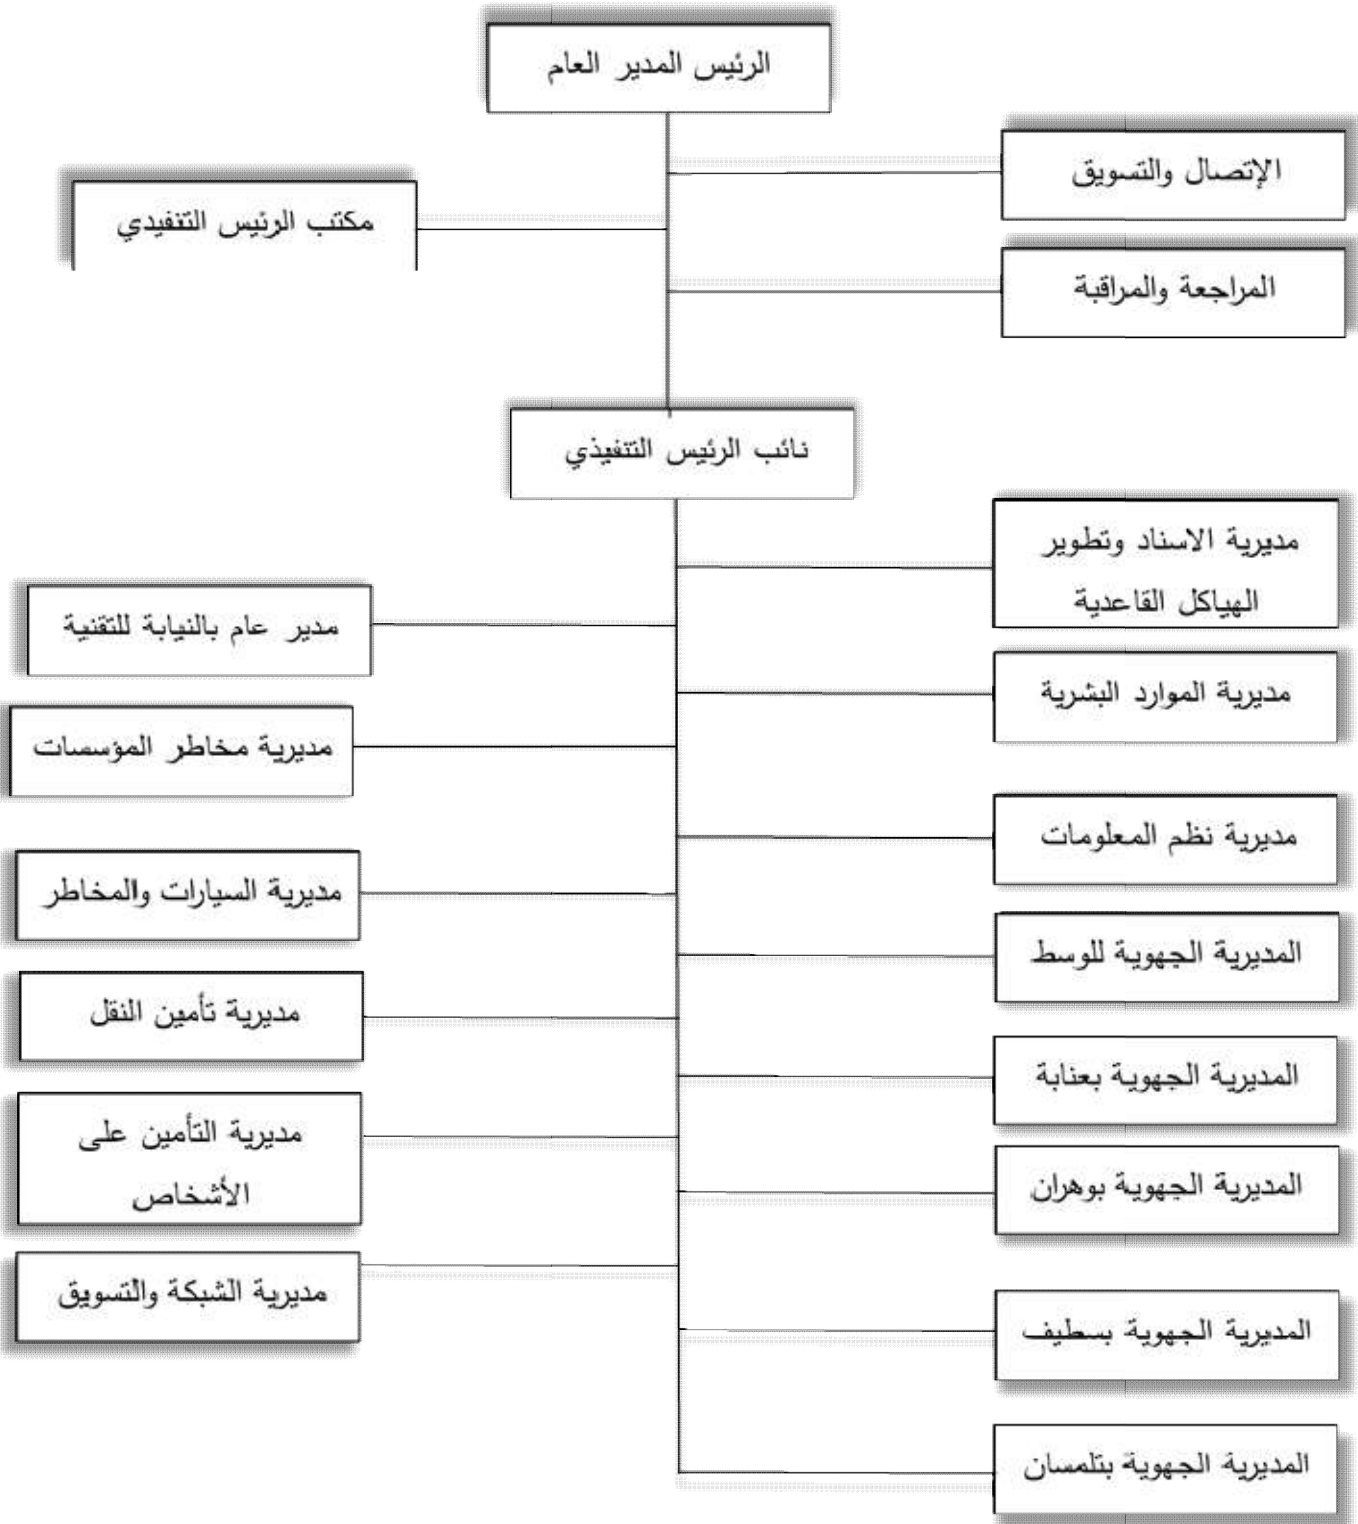 الرئيس المدير العام
الإتصال والتسويق
مكتب الرئيس التنفيدي
المراجعة والمراقبة
نائب الرئيس التنفيذي
مديرية الاسناد وتطوير
الهياكل القاعدية
مدير عام بالنيابة للتقنية
مديرية الموارد البشرية
مديرية مخاطر المؤسسات
مديرية نظم المعلومات
مديرية السيارات والمخاطر
المديرية الجهوية للوسط
مديرية تأمين النقل
المديرية الجهوية بعنابة
مديرية التأمين على
الأشخاص
المديرية الجهوية بوهران
مديرية الشبكة والتسويق
المديرية الجهوية بسطيف
المديرية الجهوية بتلمسان